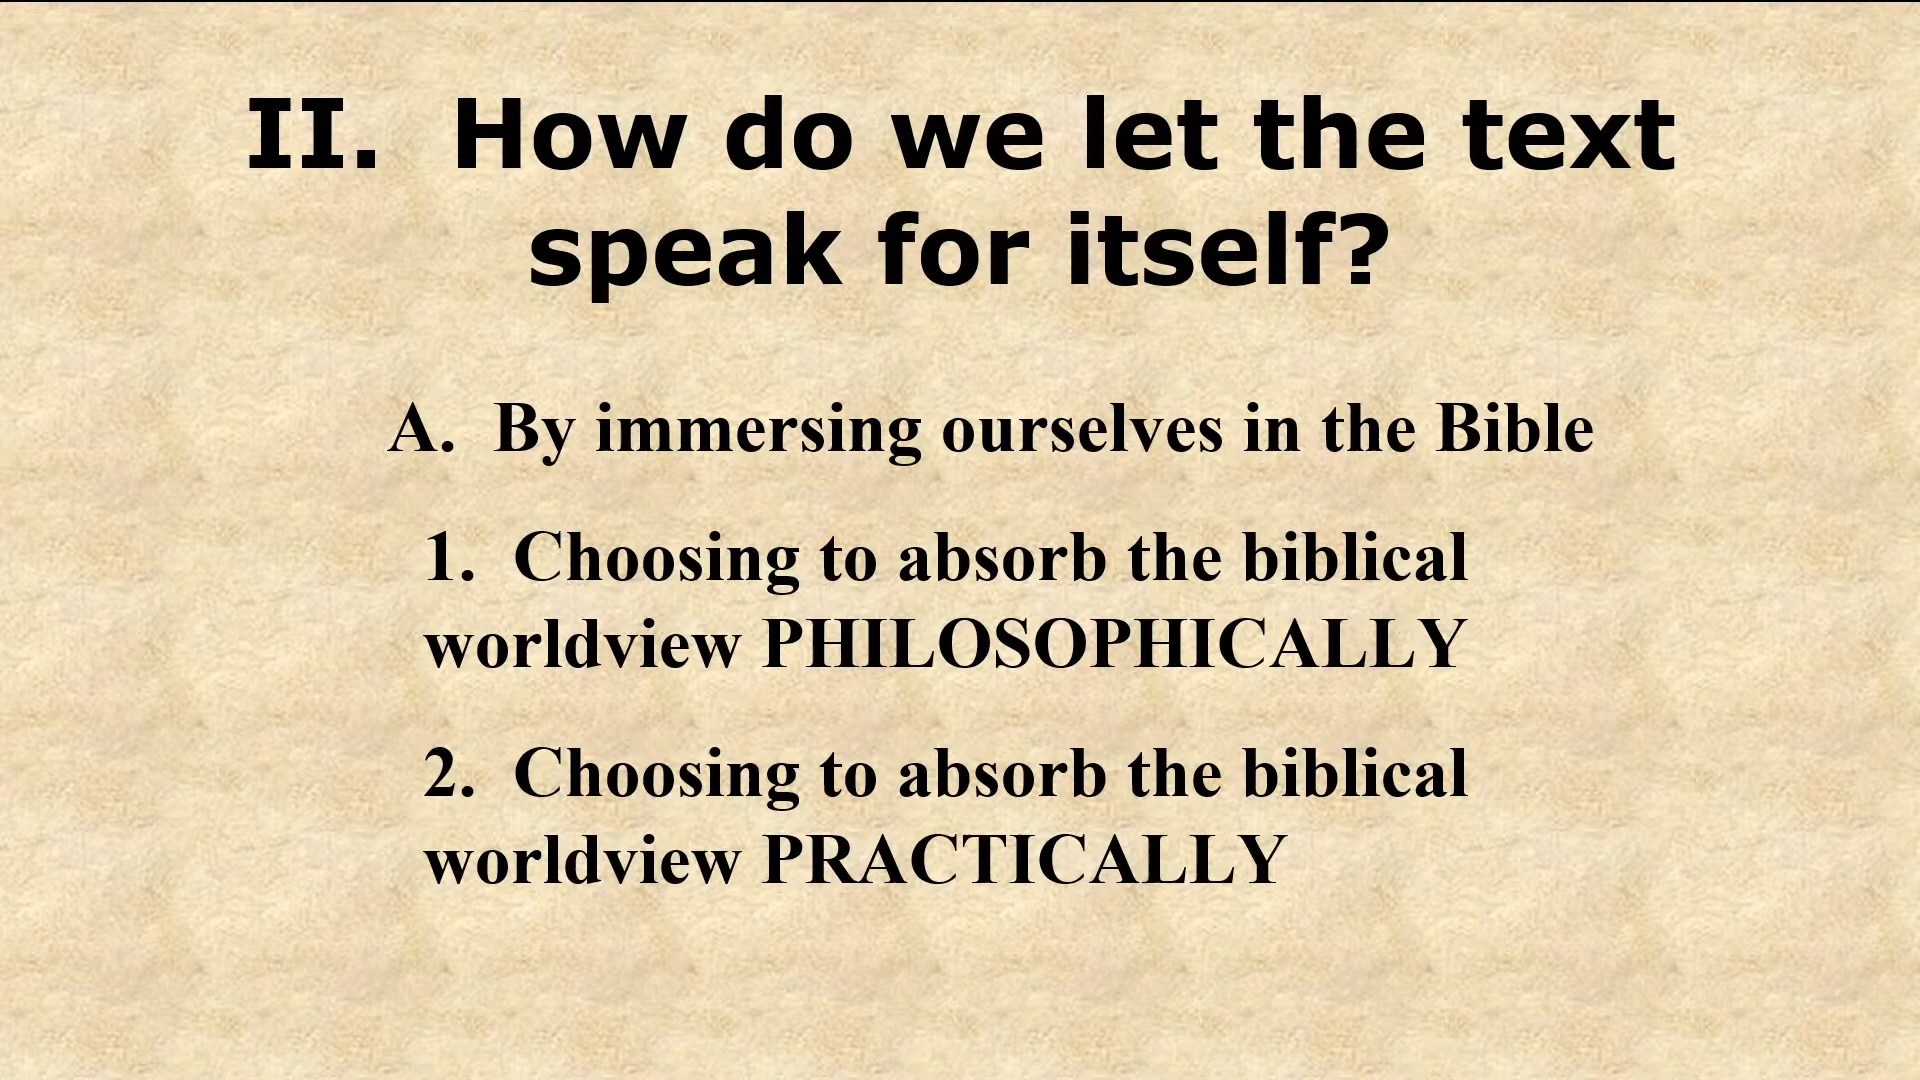 II.  How do we let the text
speak for itself?
A.  By immersing ourselves in the Bible
1.  Choosing to absorb the biblical
worldview PHILOSOPHICALLY
2.  Choosing to absorb the biblical
worldview PRACTICALLY